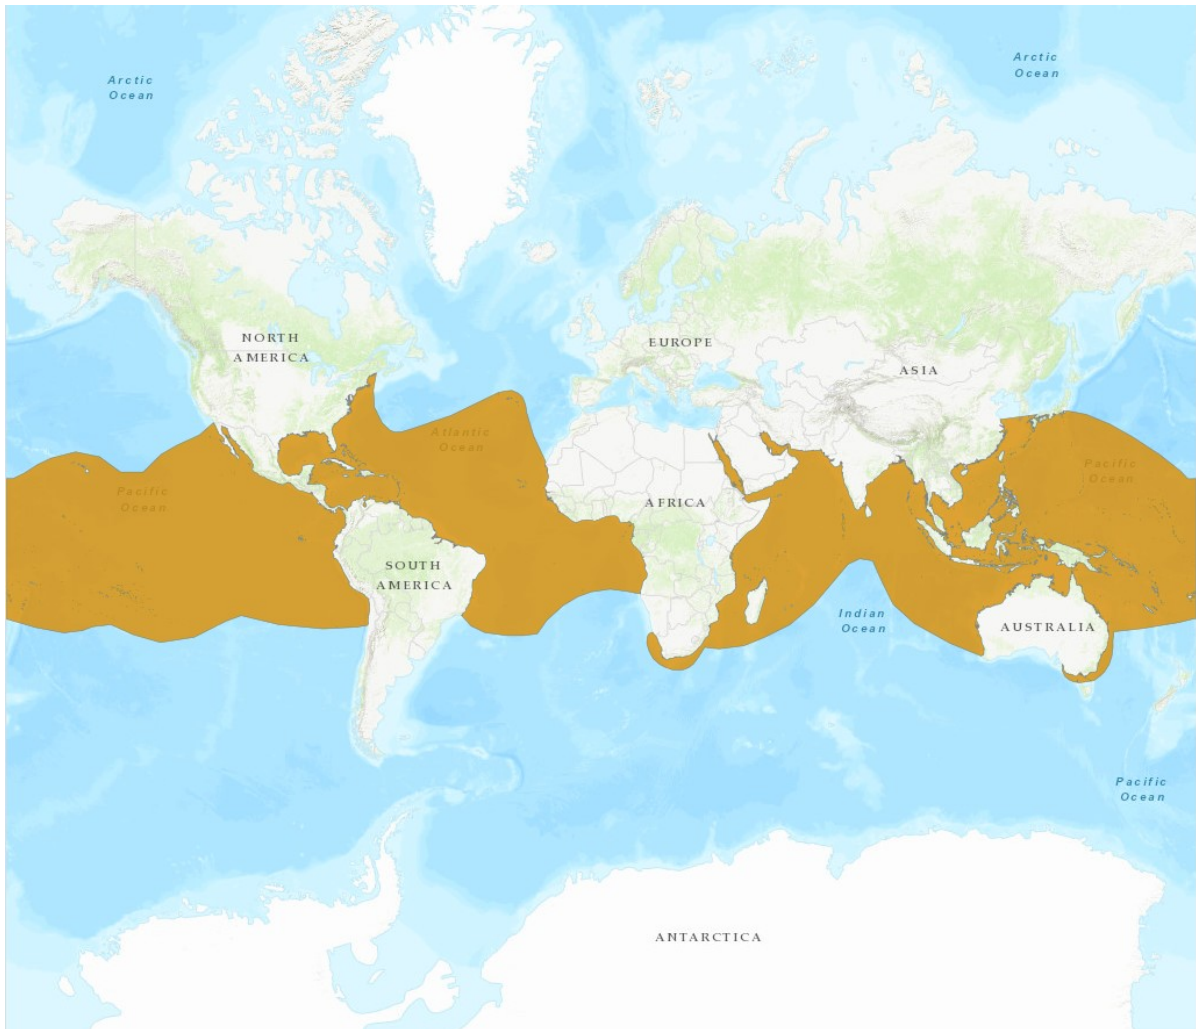 Arctic
Ocean
Arctic
Ocean
NORTH
AMERICA
EUROPE
ASIA
Atlantic
Ocean
Pacific
Ocean
Pacific
Ocean
AFRICA
SOUTH
AMERICA
Indian
Ocean
AUSTRALIA
Pacific
Ocean
ANTARCTICA